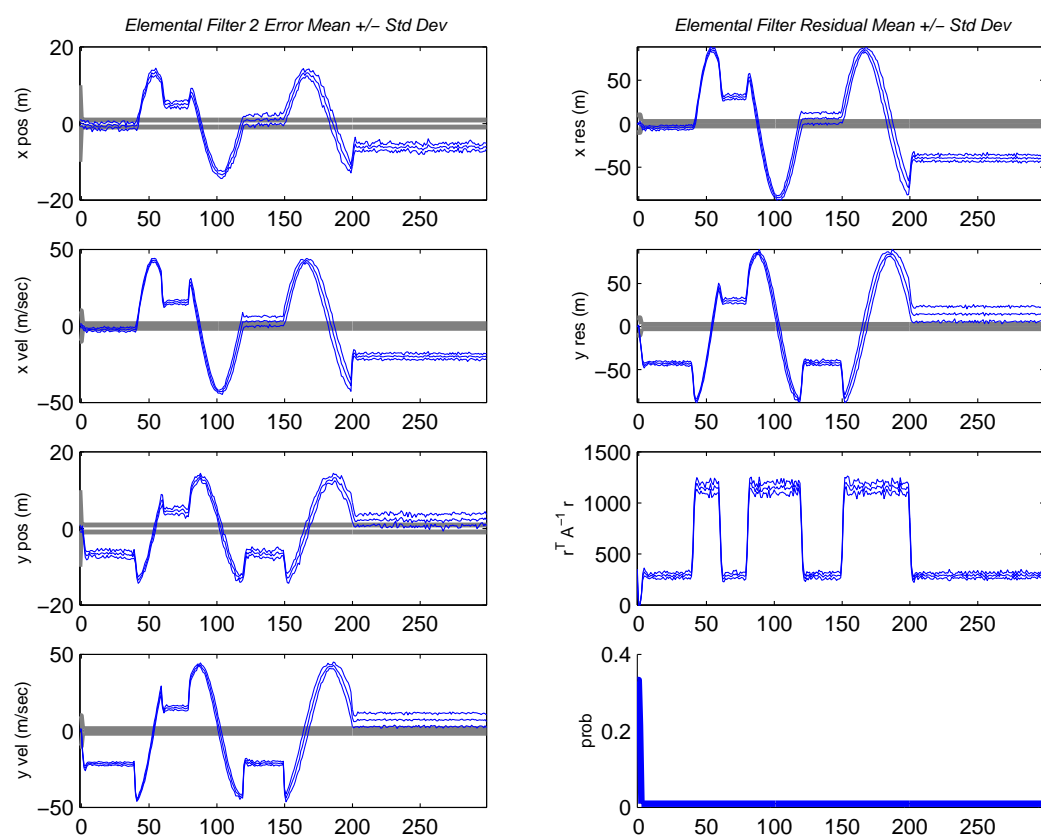 Elemental Filter 2 Error Mean +/− Std Dev
20
0
−20
x pos (m)
0 50 100 150 200 250
Elemental Filter Residual Mean +/− Std Dev
50
0
−50
x res (m)
0 50 100 150 200 250
50
0
−50
x vel (m/sec)
0 50 100 150 200 250
50
0
−50
y res (m)
0 50 100 150 200 250
20
0
−20
y pos (m)
0 50 100 150 200 250
1500
1000
500
0
r^T A^−1 r
0 50 100 150 200 250
50
0
−50
y vel (m/sec)
0 50 100 150 200 250
0.4
0.2
0
prob
0 50 100 150 200 250